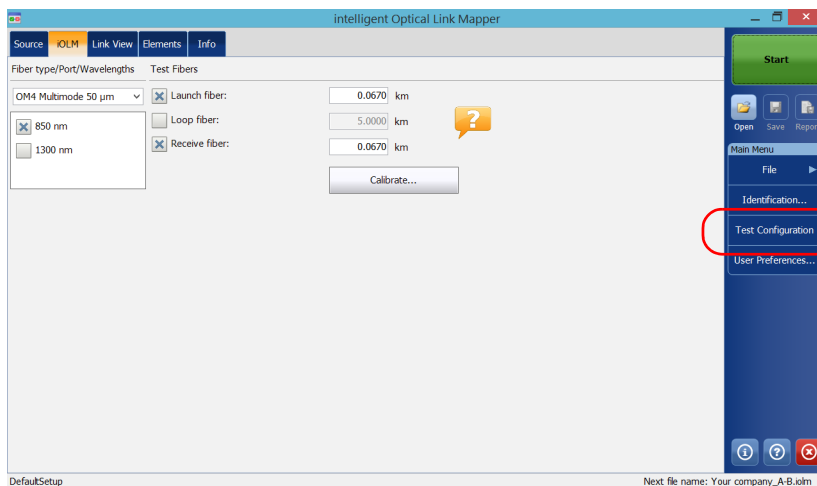 intelligent Optical Link Mapper
Source iOLM Link View Elements Info
Fiber type/Port/Wavelengths Test Fibers
OM4 Multimode 50 µm
850 nm
1300 nm
Launch fiber: 0.0670 km
Loop fiber: 5.0000 km
Receive fiber: 0.0670 km
Calibrate...
Start
Open Save Repor
Main Menu
File
Identification...
Test Configuration
User Preferences...
DefaultSetup Next file name: Your company_A-B.iolm